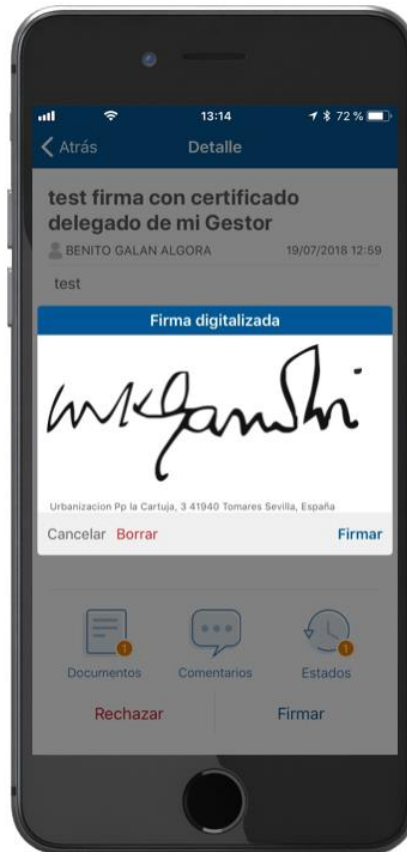 13:14 72 %
Atrás Detalle
test firma con certificado
delegado de mi Gestor
BENITO GALAN ALGORA 19/07/2018 12:59
test
Firma digitalizada
mkGandhi
Urbanizacion Pp la Cartuja, 3 41940 Tomares Sevilla, España
Cancelar Borrar Firmar
1 1
Documentos Comentarios Estados
Rechazar Firmar